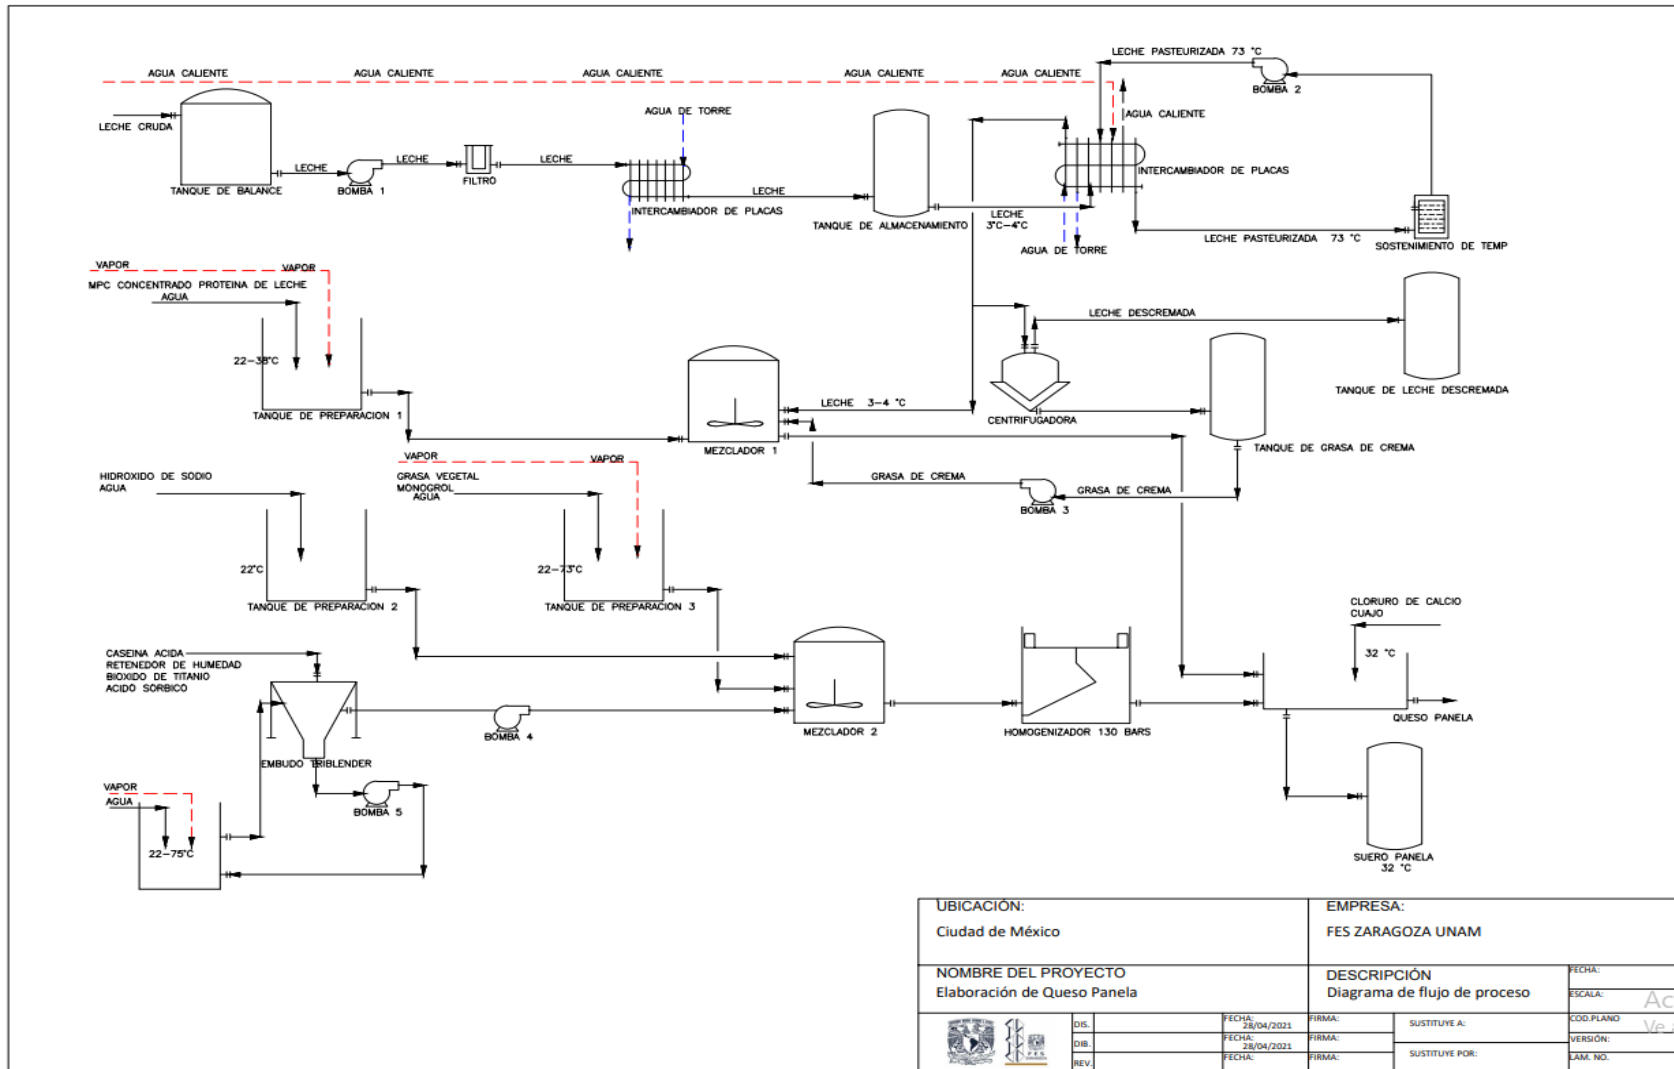 LECHE PASTEURIZADA 73 °C
AGUA CALIENTE
AGUA CALIENTE
AGUA CALIENTE
AGUA CALIENTE
AGUA CALIENTE
BOMBA 2
LECHE CRUDA
AGUA DE TORRE
AGUA CALIENTE
LECHE
LECHE
LECHE
TANQUE DE BALANCE
BOMBA 1
FILTRO
INTERCAMBIADOR DE PLACAS
LECHE
INTERCAMBIADOR DE PLACAS
TANQUE DE ALMACENAMIENTO
LECHE
3°C-4°C
AGUA DE TORRE
LECHE PASTEURIZADA 73 °C
SOSTENIMIENTO DE TEMP
VAPOR
VAPOR
MPC CONCENTRADO PROTEINA DE LECHE
AGUA
22-38°C
TANQUE DE PREPARACION 1
LECHE DESCREMADA
TANQUE DE LECHE DESCREMADA
LECHE 3-4 °C
CENTRIFUGADORA
MEZCLADOR 1
TANQUE DE GRASA DE CREMA
VAPOR
VAPOR
HIDROXIDO DE SODIO
AGUA
GRASA VEGETAL
MONOGROL
AGUA
GRASA DE CREMA
GRASA DE CREMA
BOMBA 3
22°C
TANQUE DE PREPARACION 2
22-73°C
TANQUE DE PREPARACION 3
CLORURO DE CALCIO
CUAJO
32 °C
CASEINA ACIDA
RETENEDOR DE HUMEDAD
BIOXIDO DE TITANIO
ACIDO SORBICO
BOMBA 4
MEZCLADOR 2
HOMOGENIZADOR 130 BARS
QUESO PANELA
EMBUDO TRIBLENDER
VAPOR
AGUA
BOMBA 5
22-75°C
SUERO PANELA
32 °C
UBICACIÓN:
Ciudad de México
EMPRESA:
FES ZARAGOZA UNAM
NOMBRE DEL PROYECTO
Elaboración de Queso Panela
DESCRIPCIÓN
Diagrama de flujo de proceso
FECHA:
ESCALA:
DIS.
FECHA:
28/04/2021
FIRMA:
SUSTITUYE A:
COD.PLANO
DIB.
FECHA:
28/04/2021
FIRMA:
VERSIÓN:
REV.
FECHA:
FIRMA:
SUSTITUYE POR:
LAM. NO.
FES